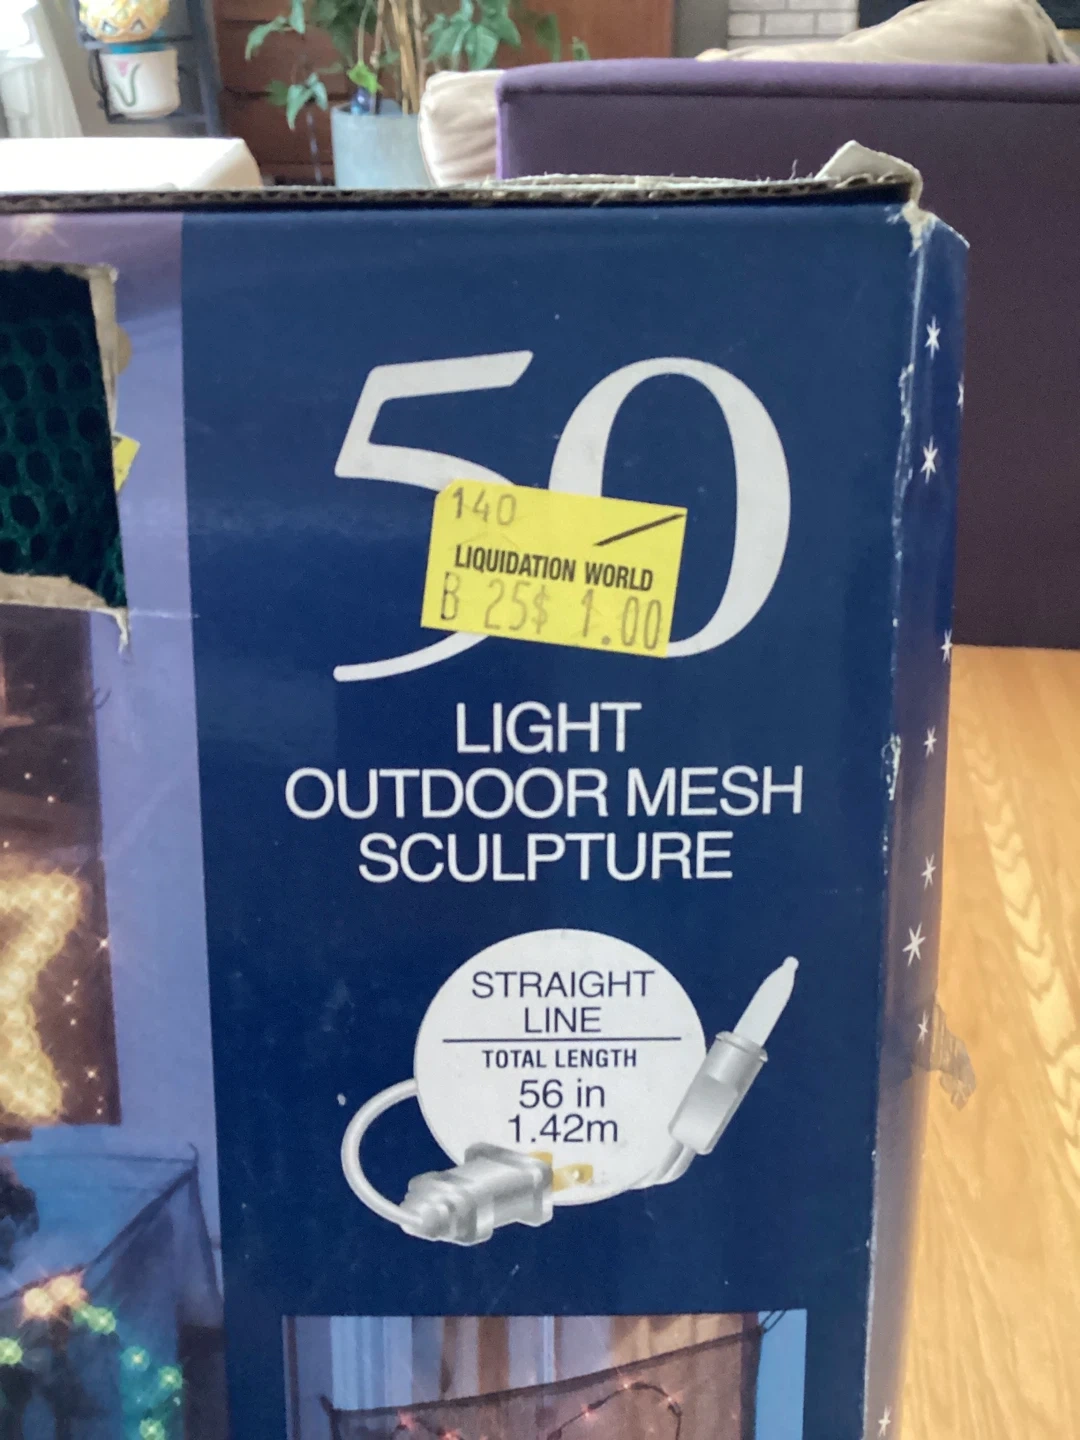 50
140
LIQUIDATION WORLD
B 25$ 1.00
LIGHT
OUTDOOR MESH
SCULPTURE
STRAIGHT
LINE
TOTAL LENGTH
56 in
1.42m